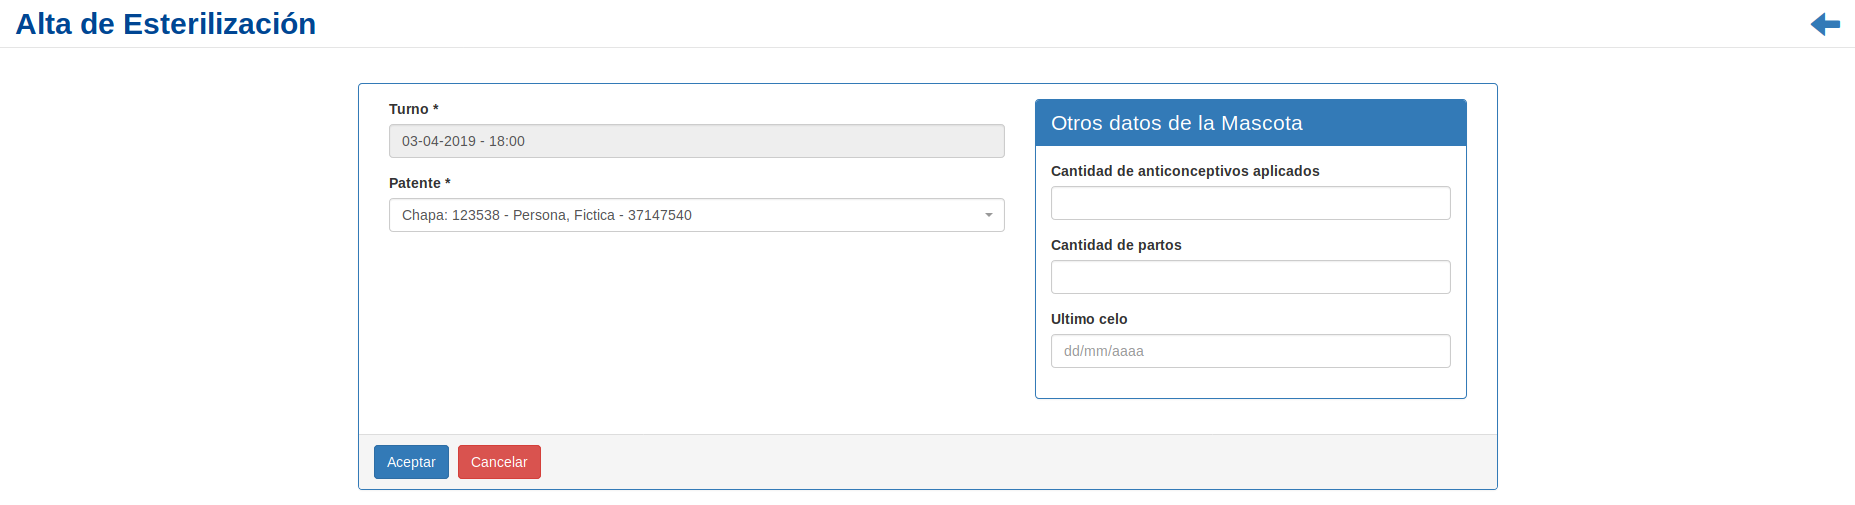 Alta de Esterilización
Turno *
03-04-2019 - 18:00
Patente *
Chapa: 123538 - Persona, Fictica - 37147540
Otros datos de la Mascota
Cantidad de anticonceptivos aplicados
Cantidad de partos
Ultimo celo
dd/mm/aaaa
Aceptar Cancelar